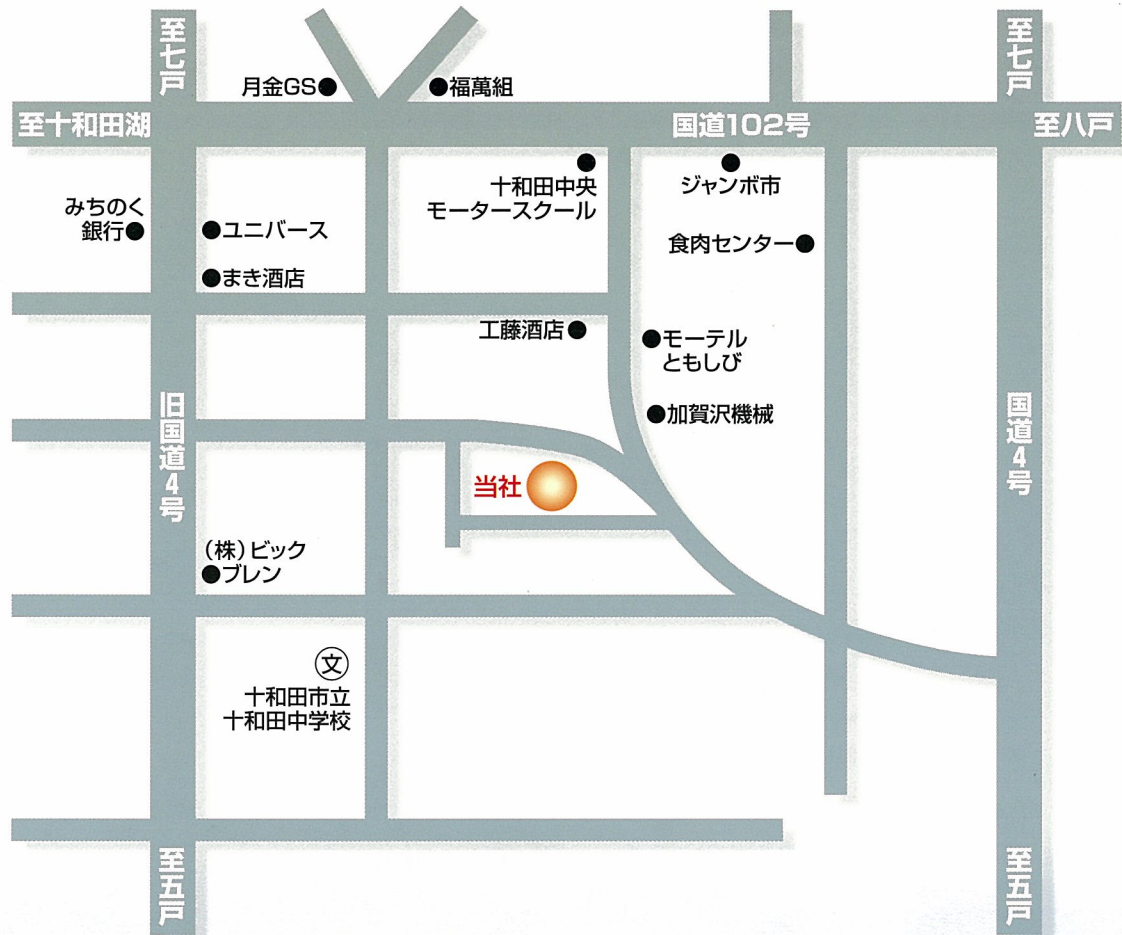 至七戸
至七戸
月金GS
福萬組
至十和田湖
国道102号
至八戸
十和田中央
モータースクール
ジャンボ市
みちのく
銀行
ユニバース
食肉センター
まき酒店
工藤酒店
モーテル
ともしび
旧国道4号
国道4号
加賀沢機械
当社
(株)ビック
ブレン
文
十和田市立
十和田中学校
至五戸
至五戸